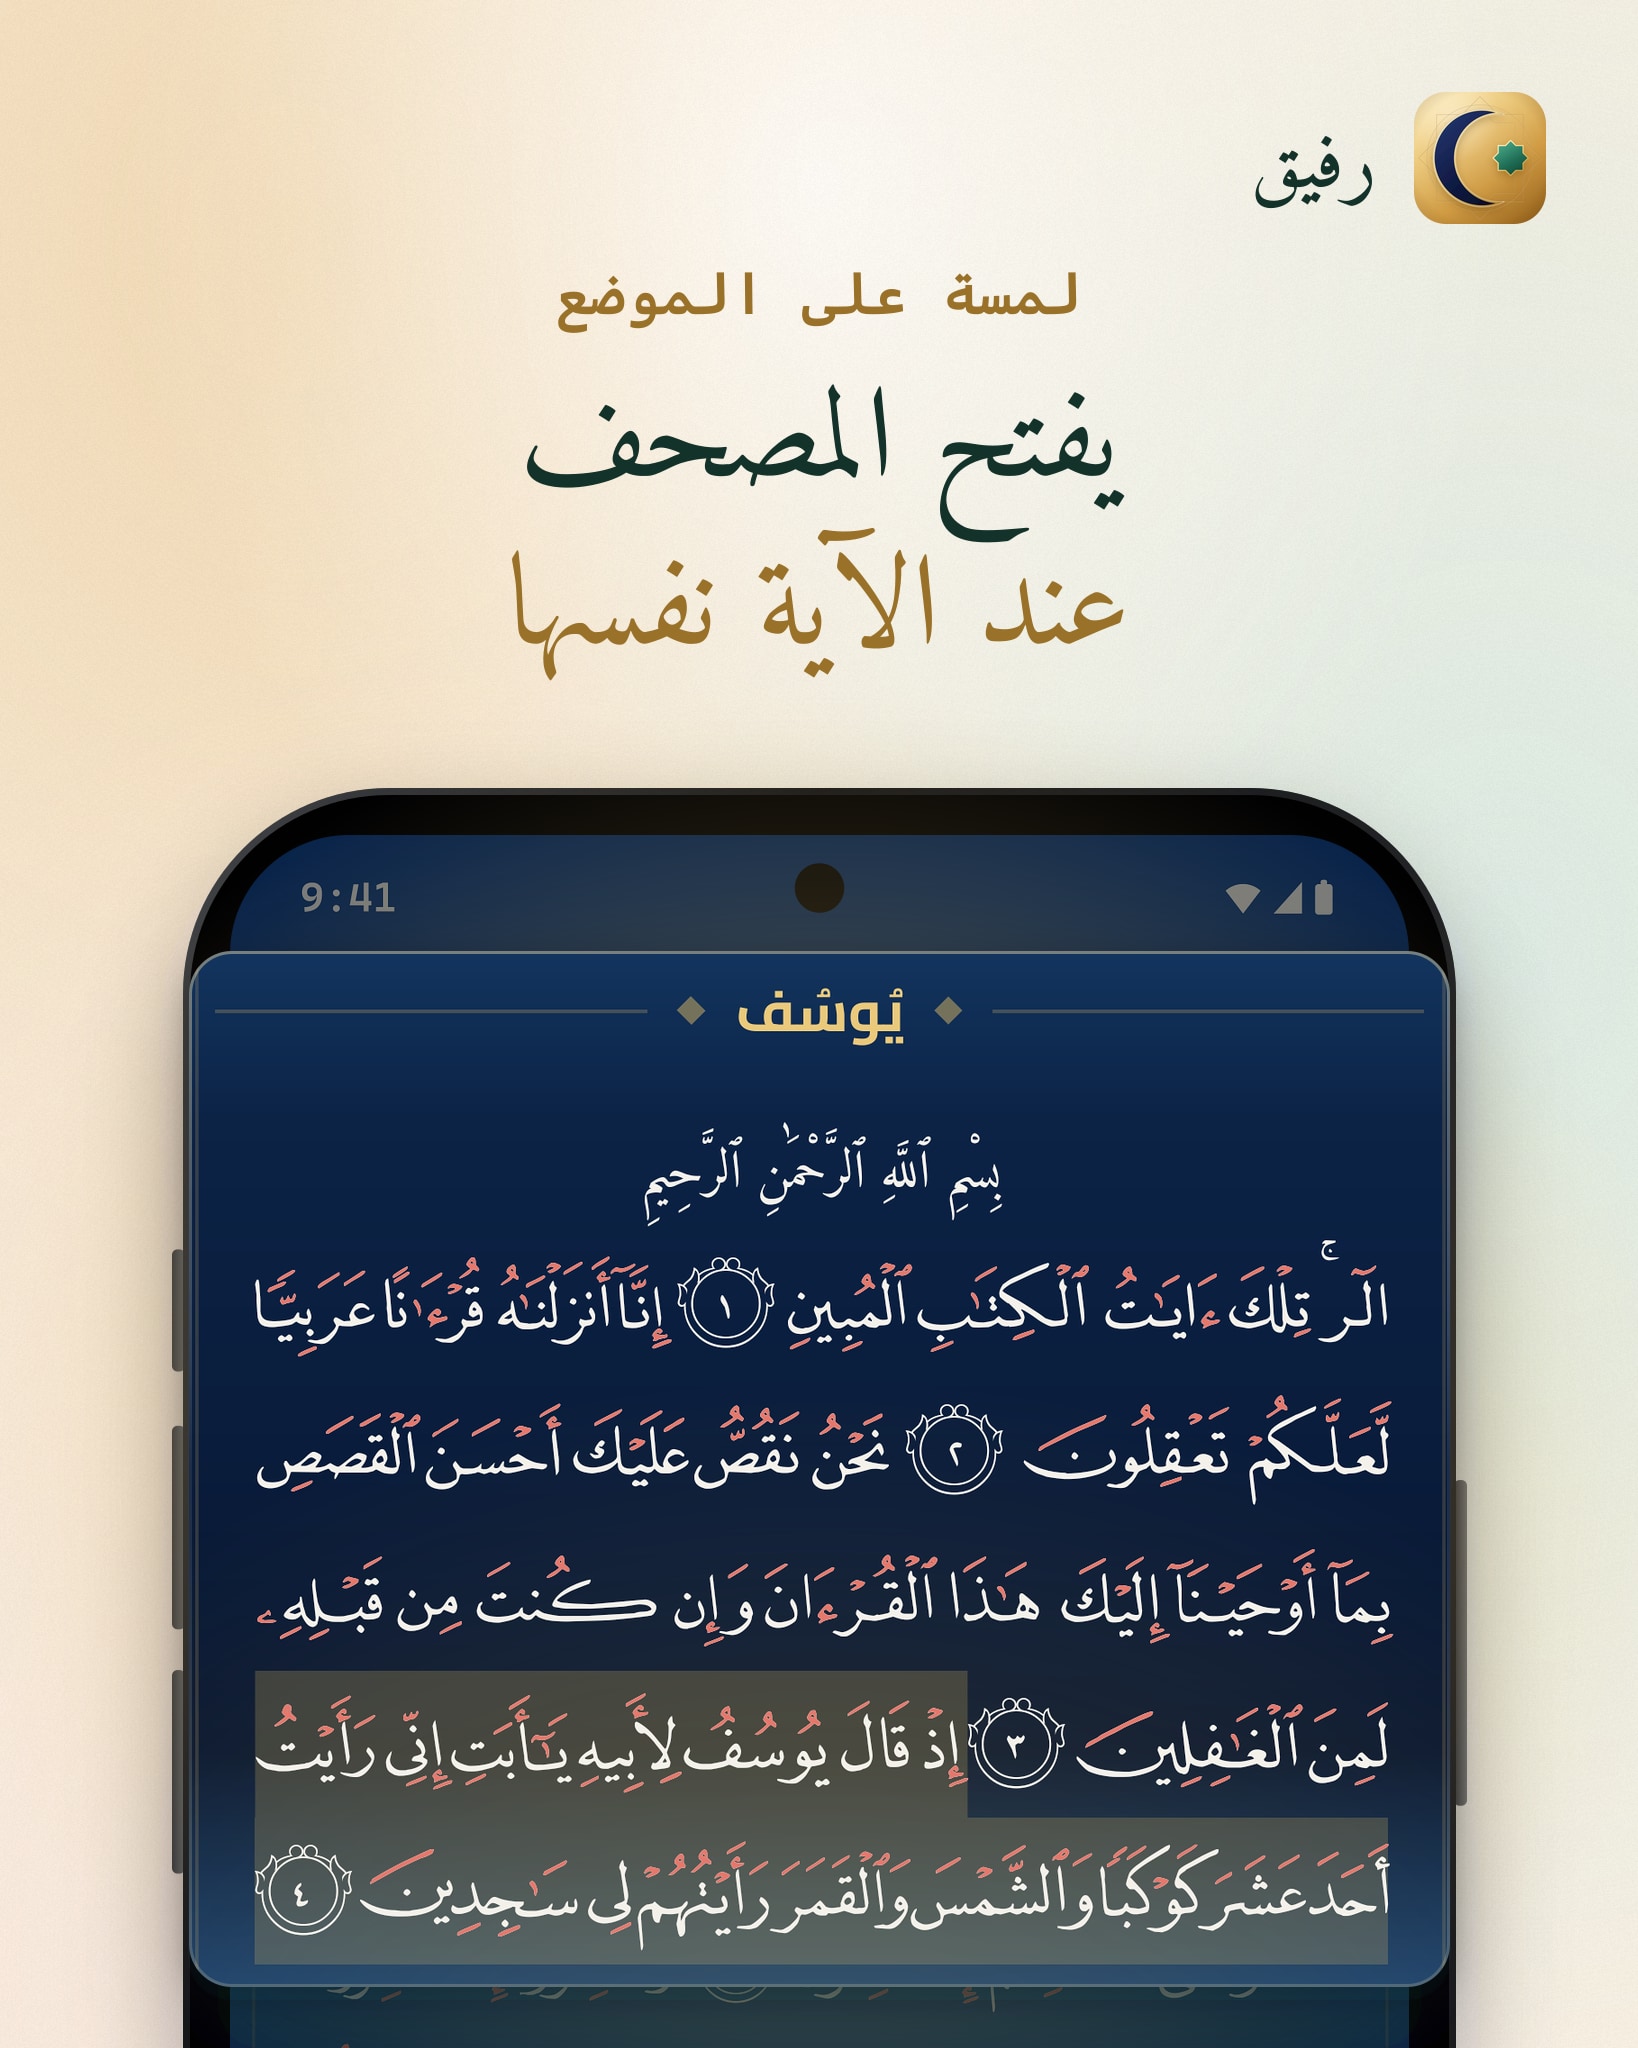 رفيق
لمسة على الموضع
يفتح المصحف
عند الآية نفسها
9:41
يُوسُف
بِسْمِ ٱللَّهِ ٱلرَّحْمَٰنِ ٱلرَّحِيمِ
الٓر ۚ تِلْكَ ءَايَٰتُ ٱلْكِتَٰبِ ٱلْمُبِينِ ١ إِنَّآ أَنزَلْنَٰهُ قُرْءَٰنًا عَرَبِيًّا
لَّعَلَّكُمْ تَعْقِلُونَ ٢ نَحْنُ نَقُصُّ عَلَيْكَ أَحْسَنَ ٱلْقَصَصِ
بِمَآ أَوْحَيْنَآ إِلَيْكَ هَٰذَا ٱلْقُرْءَانَ وَإِن كُنتَ مِن قَبْلِهِۦ
لَمِنَ ٱلْغَٰفِلِينَ ٣ إِذْ قَالَ يُوسُفُ لِأَبِيهِ يَٰٓأَبَتِ إِنِّى رَأَيْتُ
أَحَدَ عَشَرَ كَوْكَبًا وَٱلشَّمْسَ وَٱلْقَمَرَ رَأَيْتُهُمْ لِى سَٰجِدِينَ ٤